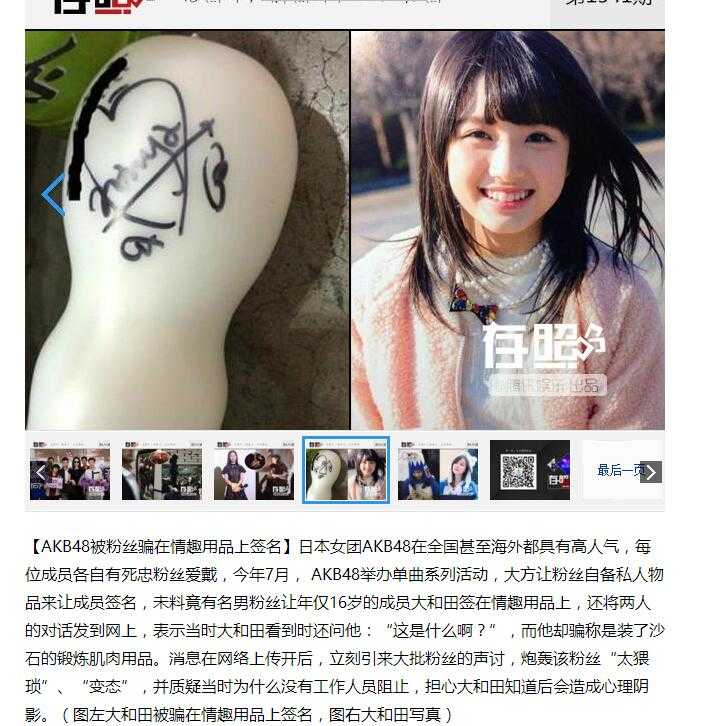 存照
存照
腾讯娱乐 出品
最后一页
【AKB48被粉丝骗在情趣用品上签名】日本女团AKB48在全国甚至海外都具有高人气，每
位成员各自有死忠粉丝爱戴，今年7月， AKB48举办单曲系列活动，大方让粉丝自备私人物
品来让成员签名，未料竟有名男粉丝让年仅16岁的成员大和田签在情趣用品上，还将两人
的对话发到网上，表示当时大和田看到时还问他：“这是什么啊？”，而他却骗称是装了沙
石的锻炼肌肉用品。消息在网络上传开后，立刻引来大批粉丝的声讨，炮轰该粉丝“太猥
琐”、“变态”，并质疑当时为什么没有工作人员阻止，担心大和田知道后会造成心理阴
影。（图左大和田被骗在情趣用品上签名，图右大和田写真）